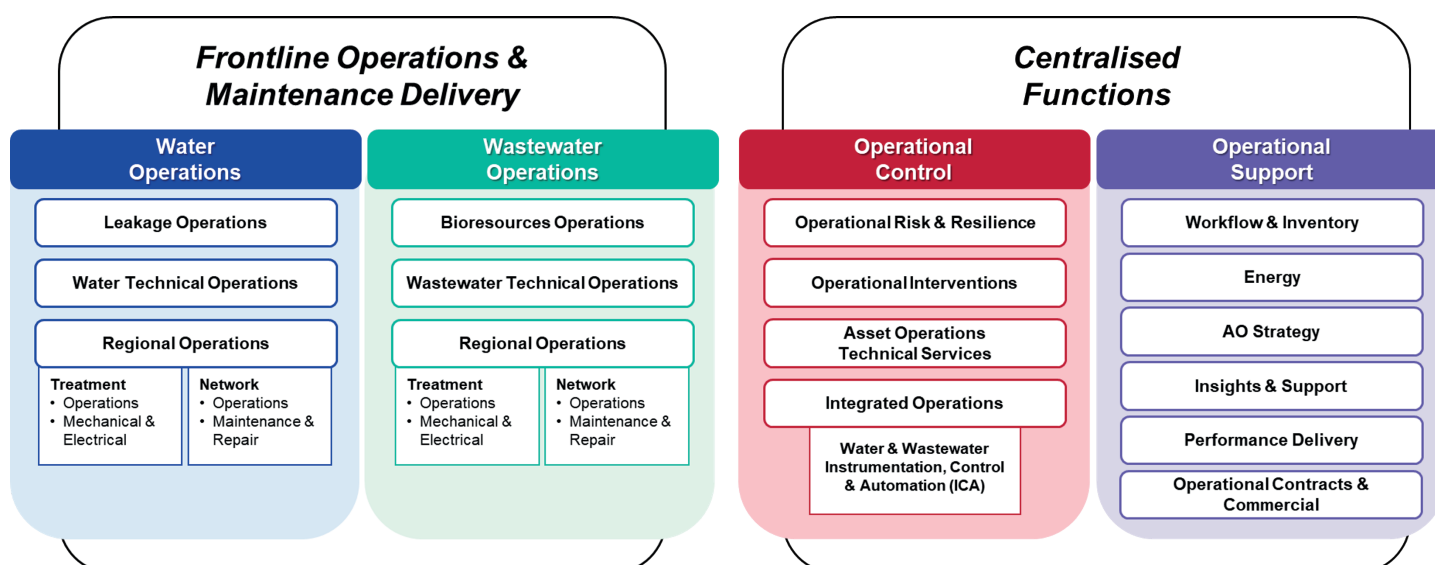 Frontline Operations &
Maintenance Delivery
Water
Operations
Leakage Operations
Water Technical Operations
Regional Operations
Treatment
• Operations
• Mechanical &
Electrical
Network
• Operations
• Maintenance &
Repair
Wastewater
Operations
Bioresources Operations
Wastewater Technical Operations
Regional Operations
Treatment
• Operations
• Mechanical &
Electrical
Network
• Operations
• Maintenance &
Repair
Centralised
Functions
Operational
Control
Operational Risk & Resilience
Operational Interventions
Asset Operations
Technical Services
Integrated Operations
Water & Wastewater
Instrumentation, Control
& Automation (ICA)
Operational
Support
Workflow & Inventory
Energy
AO Strategy
Insights & Support
Performance Delivery
Operational Contracts &
Commercial